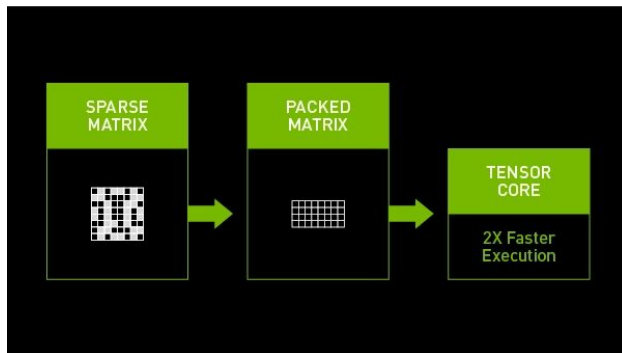 SPARSE
MATRIX
PACKED
MATRIX
TENSOR
CORE
2X Faster
Execution